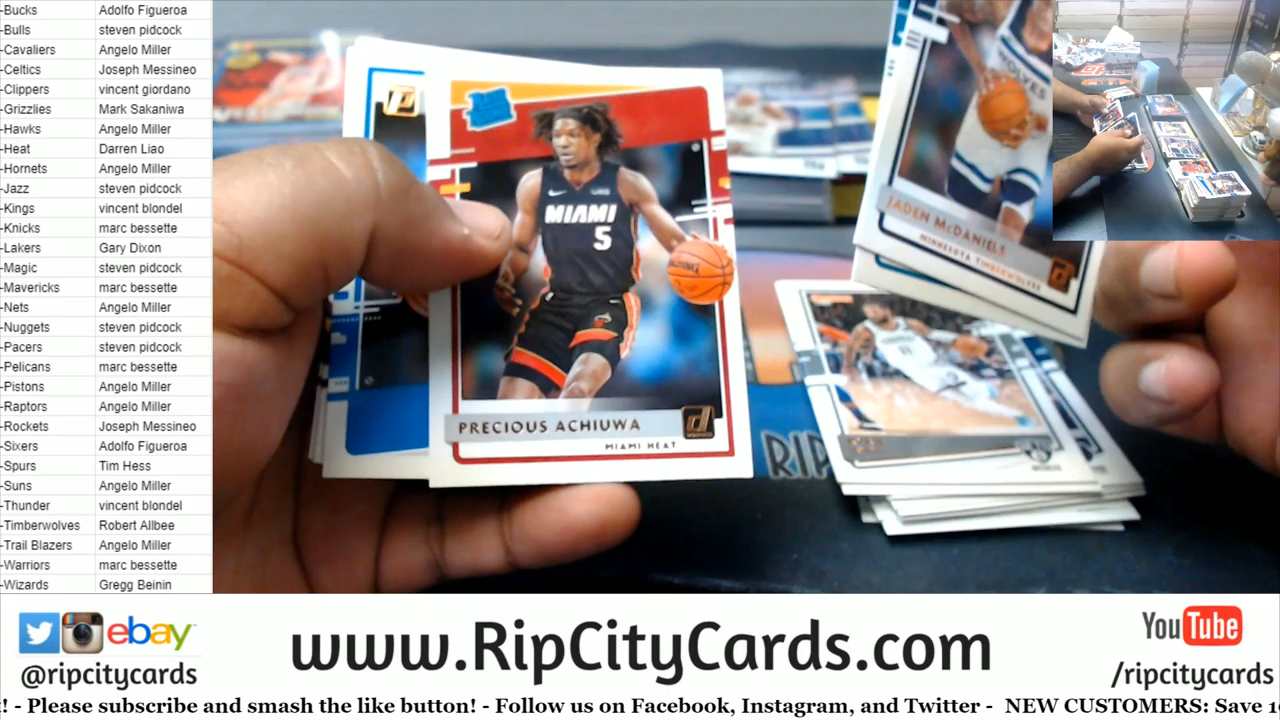 -Bucks Adolfo Figueroa
-Bulls steven pidcock
-Cavaliers Angelo Miller
-Celtics Joseph Messineo
-Clippers vincent giordano
-Grizzlies Mark Sakaniwa
-Hawks Angelo Miller
-Heat Darren Liao
-Hornets Angelo Miller
-Jazz steven pidcock
-Kings vincent blondel
-Knicks marc bessette
-Lakers Gary Dixon
-Magic steven pidcock
-Mavericks marc bessette
-Nets Angelo Miller
-Nuggets steven pidcock
-Pacers steven pidcock
-Pelicans marc bessette
-Pistons Angelo Miller
-Raptors Angelo Miller
-Rockets Joseph Messineo
-Sixers Adolfo Figueroa
-Spurs Tim Hess
-Suns Angelo Miller
-Thunder vincent blondel
-Timberwolves Robert Allbee
-Trail Blazers Angelo Miller
-Warriors marc bessette
-Wizards Gregg Beinin
MIAMI
5
PRECIOUS ACHIUWA
MIAMI HEAT
WOLVES
JADEN McDANIELS
MINNESOTA TIMBERWOLVES
RIP
ebay
@ripcitycards
www.RipCityCards.com
YouTube
/ripcitycards
! - Please subscribe and smash the like button! - Follow us on Facebook, Instagram, and Twitter - NEW CUSTOMERS: Save